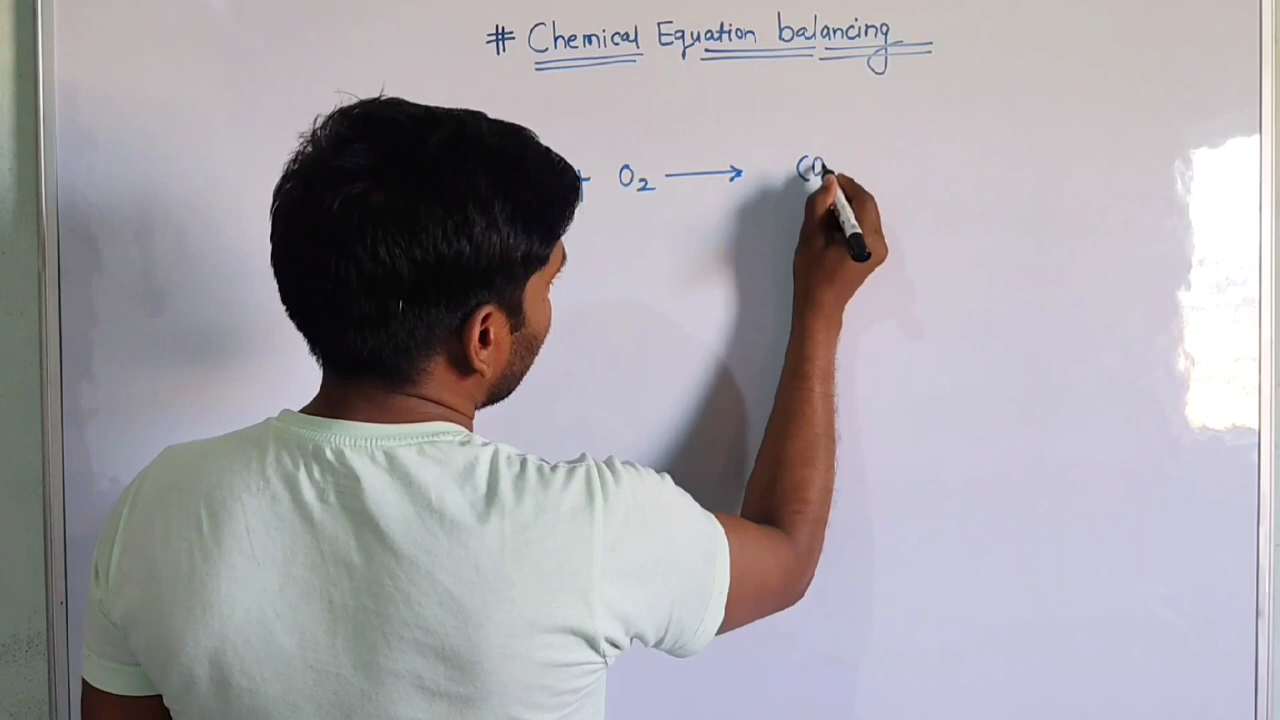 # Chemical Equation balancing
+ O₂ ⟶ CO